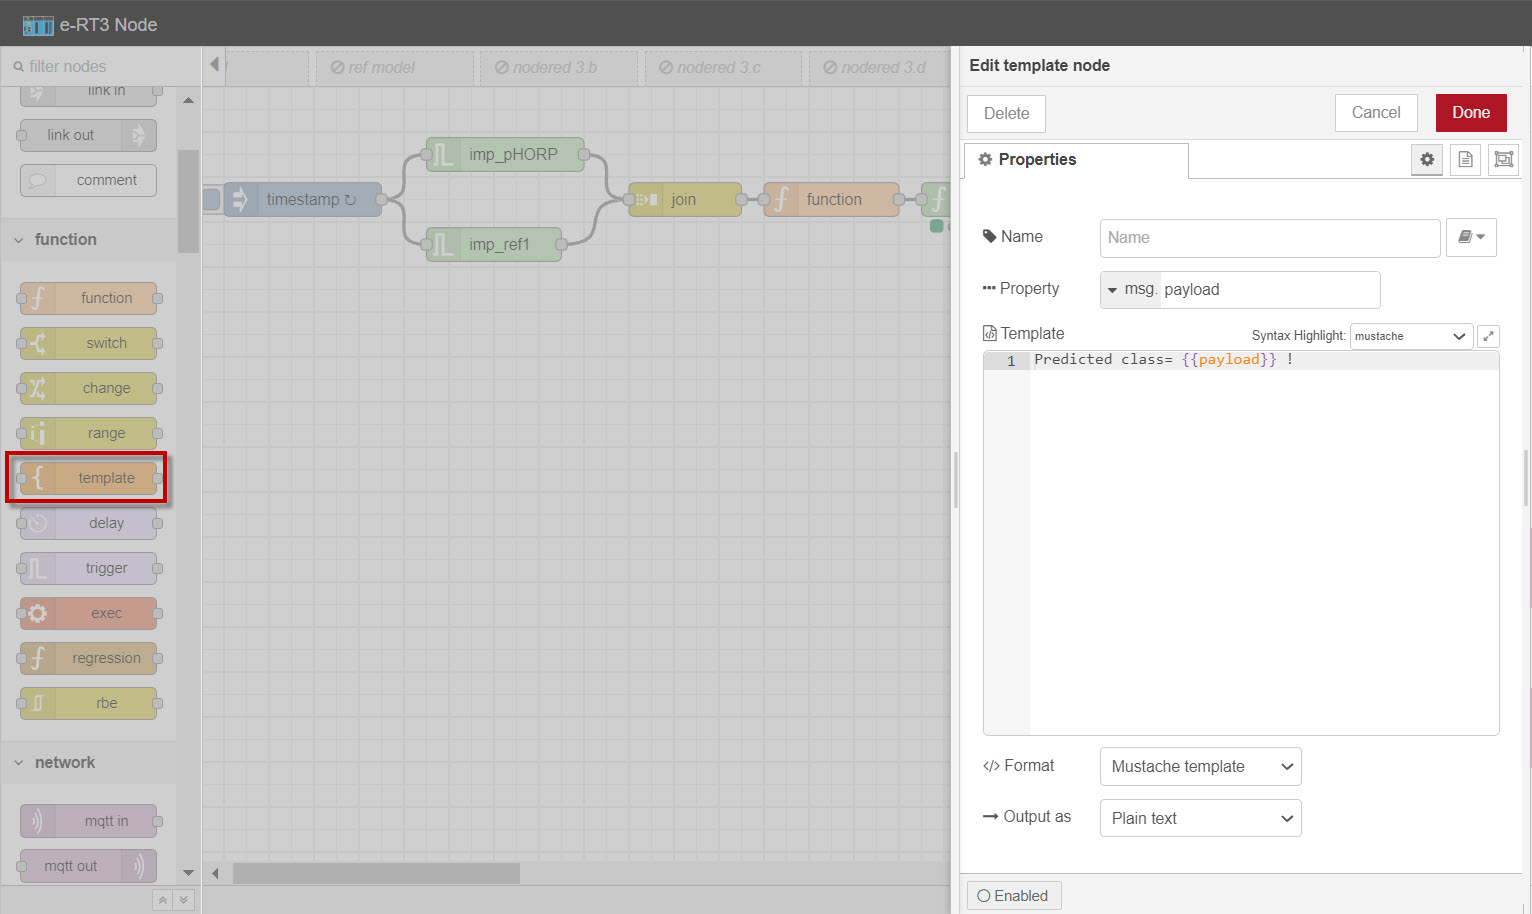 e-RT3 Node
filter nodes
ref model
nodered 3.b
nodered 3.c
nodered 3.d
link in
link out
comment
function
function
switch
change
range
template
delay
trigger
exec
regression
rbe
network
mqtt in
mqtt out
timestamp ↻
imp_pHORP
imp_ref1
join
function
Edit template node
Delete
Cancel
Done
Properties
Name
Name
Property
msg. payload
Template
Syntax Highlight: mustache
1 Predicted class= {{payload}} !
</> Format
Mustache template
Output as
Plain text
Enabled